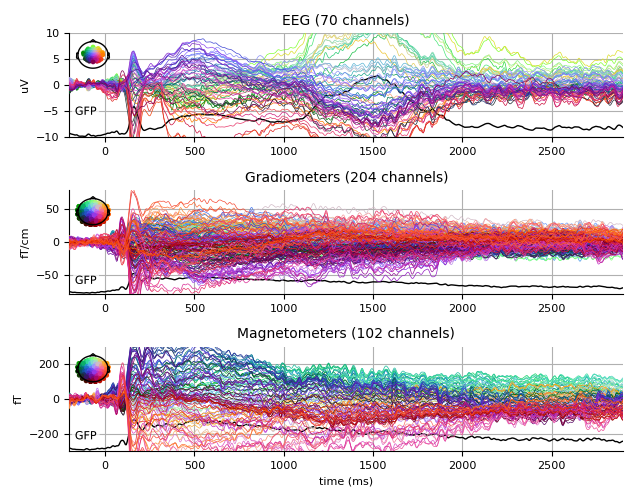 EEG (70 channels)
10
5
0
−5
−10
uV
GFP
0 500 1000 1500 2000 2500
Gradiometers (204 channels)
50
0
−50
fT/cm
GFP
0 500 1000 1500 2000 2500
Magnetometers (102 channels)
200
0
−200
fT
GFP
0 500 1000 1500 2000 2500
time (ms)